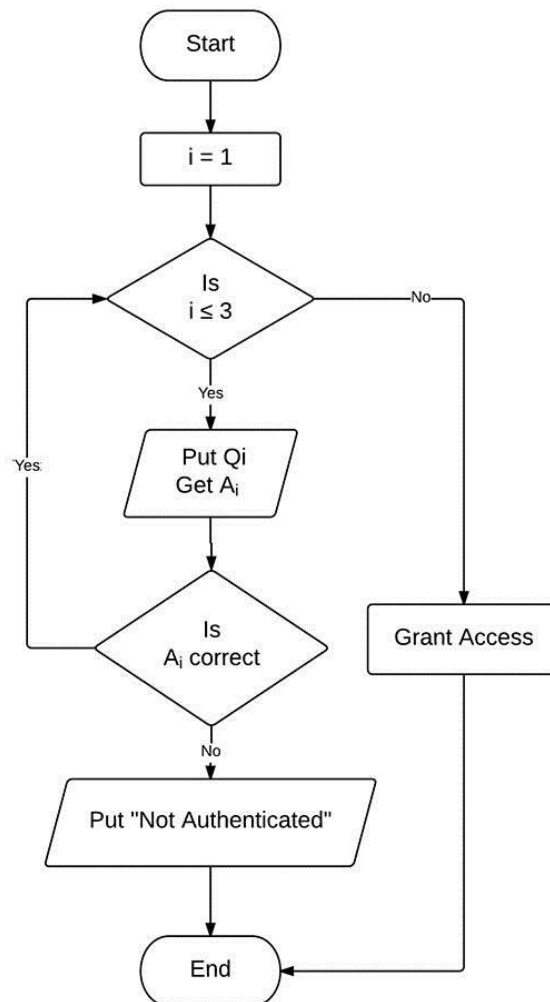 Start
i = 1
Is
i ≤ 3
No
Yes
Put Qi
Get Aᵢ
Yes
Is
Aᵢ correct
Grant Access
No
Put "Not Authenticated"
End